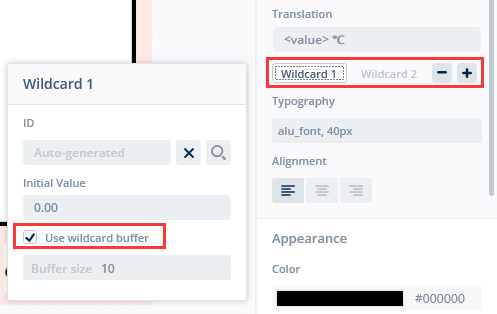 Wildcard 1
ID
Auto-generated
Initial Value
0.00
Use wildcard buffer
Buffer size 10
Translation
<value> ℃
Wildcard 1 Wildcard 2
Typography
alu_font, 40px
Alignment
Appearance
Color
#000000